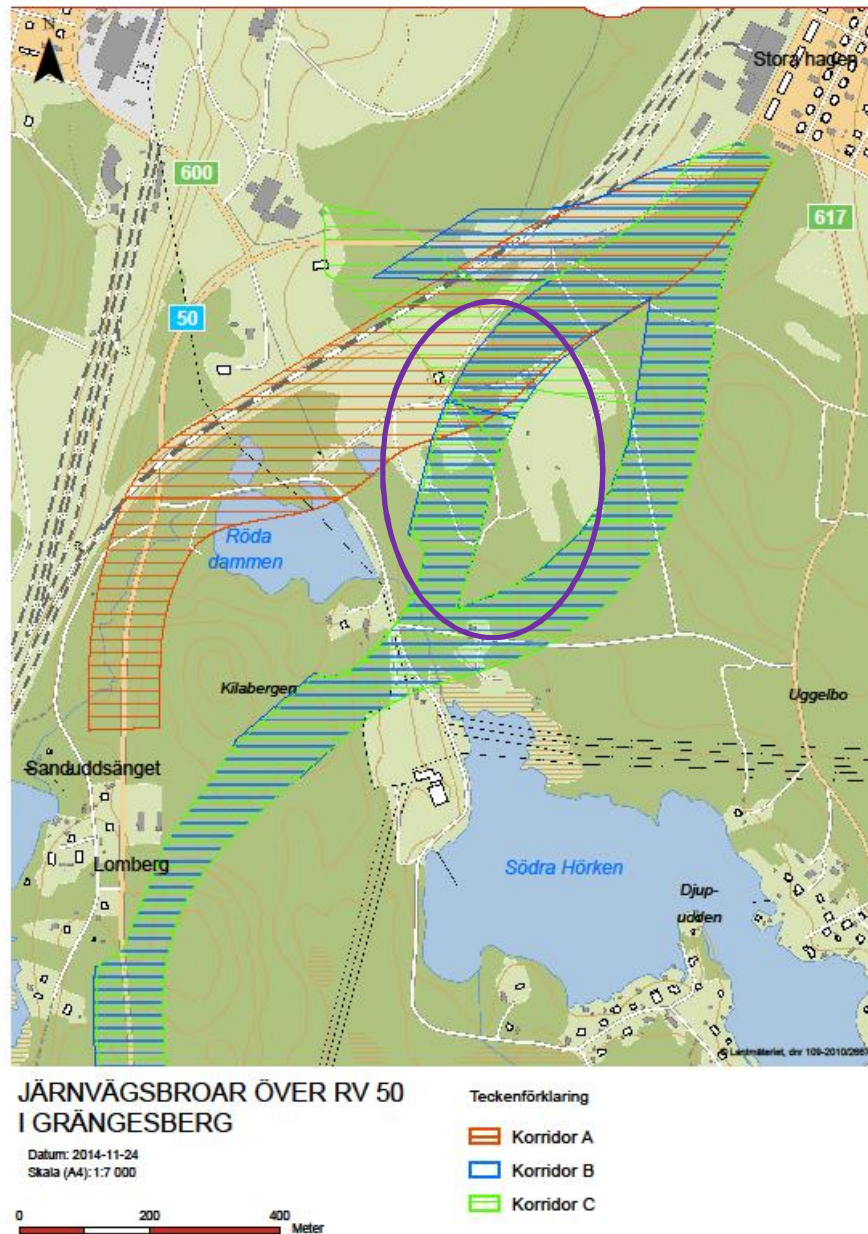 N
Stora hagen
600
617
50
Röda
dammen
Kilabergen
Uggelbo
Sanduddsänget
Lomberg
Södra Hörken
Djup-
udden
© Lantmäteriet, dnr 109-2010/2667
JÄRNVÄGSBROAR ÖVER RV 50
I GRÄNGESBERG
Datum: 2014-11-24
Skala (A4): 1:7 000
0 200 400
Meter
Teckenförklaring
Korridor A
Korridor B
Korridor C